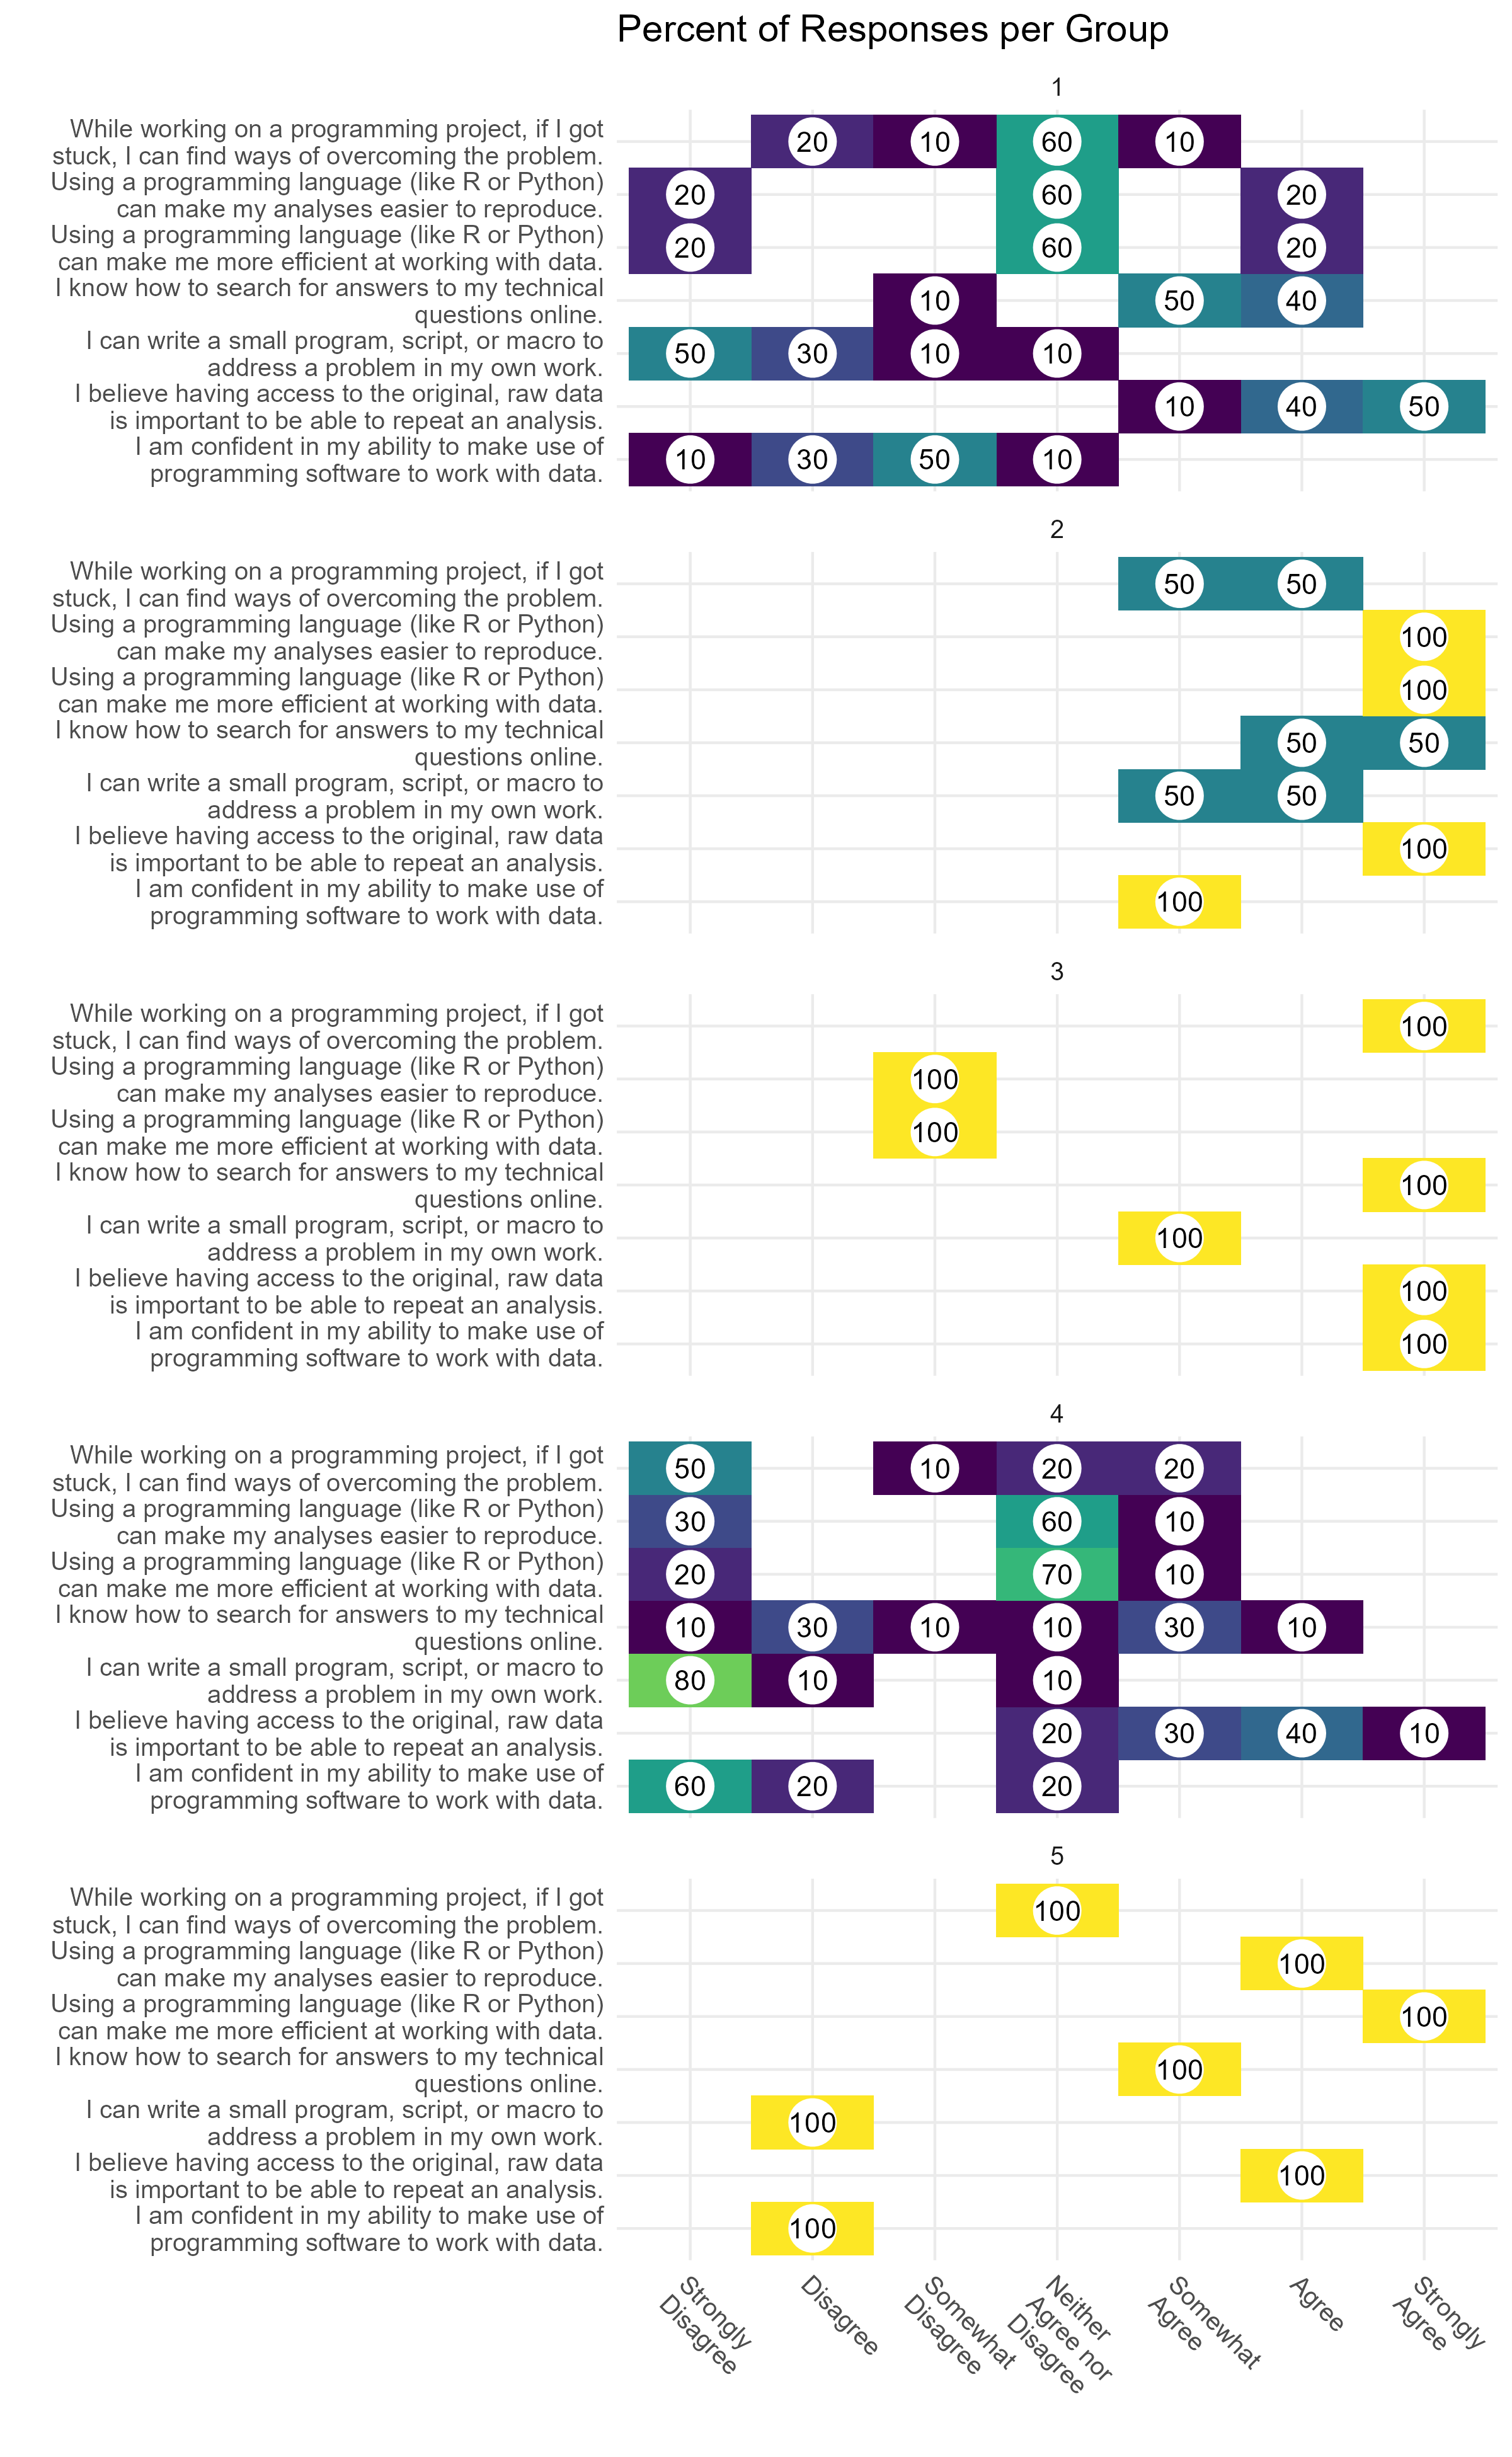 Percent of Responses per Group
1
While working on a programming project, if I got
stuck, I can find ways of overcoming the problem.
20 10 60 10
Using a programming language (like R or Python)
can make my analyses easier to reproduce.
20 60 20
Using a programming language (like R or Python)
can make me more efficient at working with data.
20 60 20
I know how to search for answers to my technical
questions online.
10 50 40
I can write a small program, script, or macro to
address a problem in my own work.
50 30 10 10
I believe having access to the original, raw data
is important to be able to repeat an analysis.
10 40 50
I am confident in my ability to make use of
programming software to work with data.
10 30 50 10
2
While working on a programming project, if I got
stuck, I can find ways of overcoming the problem.
50 50
Using a programming language (like R or Python)
can make my analyses easier to reproduce.
100
Using a programming language (like R or Python)
can make me more efficient at working with data.
100
I know how to search for answers to my technical
questions online.
50 50
I can write a small program, script, or macro to
address a problem in my own work.
50 50
I believe having access to the original, raw data
is important to be able to repeat an analysis.
100
I am confident in my ability to make use of
programming software to work with data.
100
3
While working on a programming project, if I got
stuck, I can find ways of overcoming the problem.
100
Using a programming language (like R or Python)
can make my analyses easier to reproduce.
100
Using a programming language (like R or Python)
can make me more efficient at working with data.
100
I know how to search for answers to my technical
questions online.
100
I can write a small program, script, or macro to
address a problem in my own work.
100
I believe having access to the original, raw data
is important to be able to repeat an analysis.
100
I am confident in my ability to make use of
programming software to work with data.
100
4
While working on a programming project, if I got
stuck, I can find ways of overcoming the problem.
50 10 20 20
Using a programming language (like R or Python)
can make my analyses easier to reproduce.
30 60 10
Using a programming language (like R or Python)
can make me more efficient at working with data.
20 70 10
I know how to search for answers to my technical
questions online.
10 30 10 10 30 10
I can write a small program, script, or macro to
address a problem in my own work.
80 10 10
I believe having access to the original, raw data
is important to be able to repeat an analysis.
20 30 40 10
I am confident in my ability to make use of
programming software to work with data.
60 20 20
5
While working on a programming project, if I got
stuck, I can find ways of overcoming the problem.
100
Using a programming language (like R or Python)
can make my analyses easier to reproduce.
100
Using a programming language (like R or Python)
can make me more efficient at working with data.
100
I know how to search for answers to my technical
questions online.
100
I can write a small program, script, or macro to
address a problem in my own work.
100
I believe having access to the original, raw data
is important to be able to repeat an analysis.
100
I am confident in my ability to make use of
programming software to work with data.
100
Strongly
Disagree
Disagree
Somewhat
Disagree
Neither
Agree nor
Disagree
Somewhat
Agree
Agree
Strongly
Agree